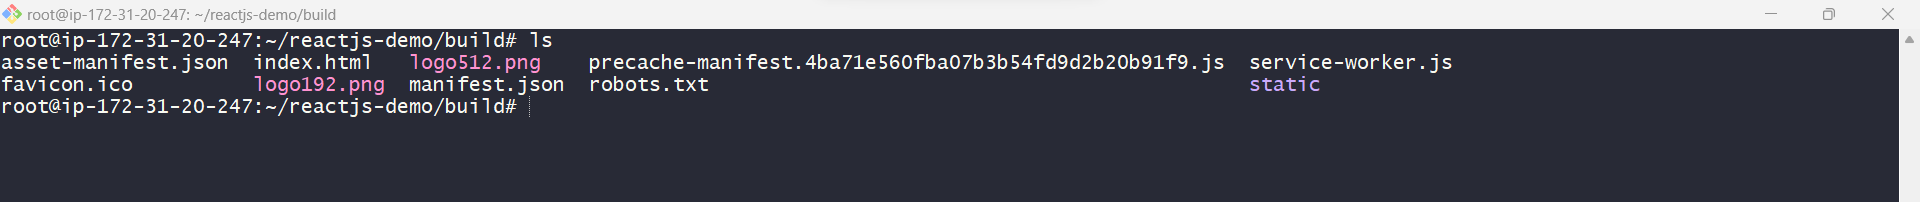 root@ip-172-31-20-247: ~/reactjs-demo/build
root@ip-172-31-20-247:~/reactjs-demo/build# ls
asset-manifest.json  index.html   logo512.png    precache-manifest.4ba71e560fba07b3b54fd9d2b20b91f9.js  service-worker.js
favicon.ico          logo192.png  manifest.json  robots.txt                                             static
root@ip-172-31-20-247:~/reactjs-demo/build#